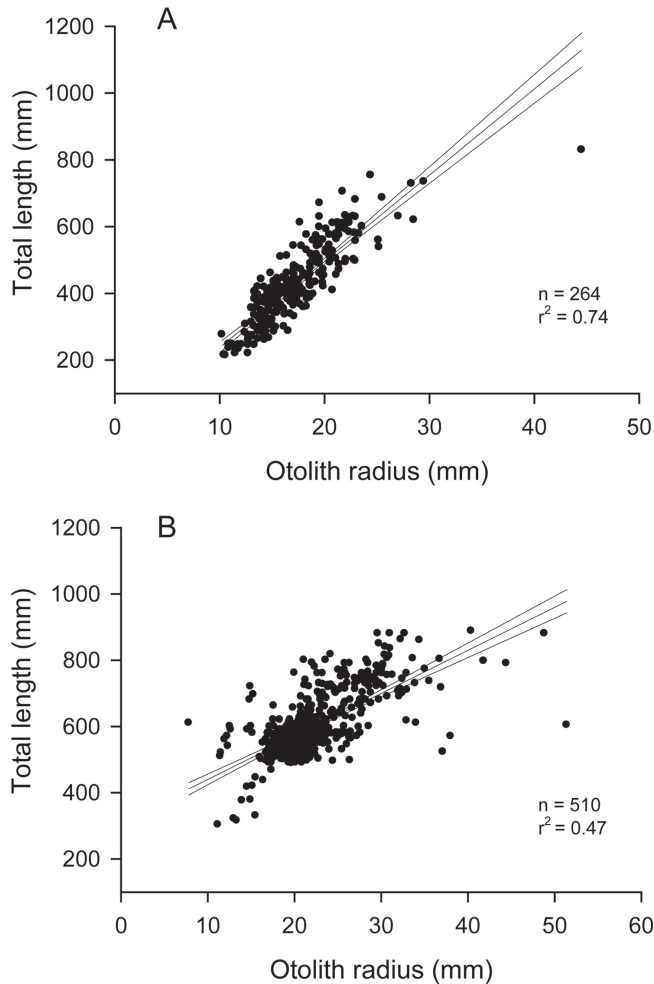 A
1200
1000
800
600
400
200
Total length (mm)
n = 264
r² = 0.74
0 10 20 30 40 50
Otolith radius (mm)
B
1200
1000
800
600
400
200
Total length (mm)
n = 510
r² = 0.47
0 10 20 30 40 50 60
Otolith radius (mm)